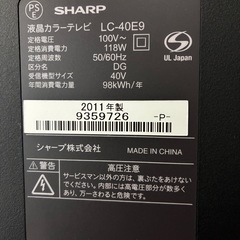 PS
E
SHARP
液晶カラーテレビ LC-40E9
定格電圧 100V～
定格消費電力 118W
定格周波数 50/60Hz
区分名 DG
受信機型サイズ 40V
年間消費電力量 98kWh/年
UL Japan
2011年製
9359726 -P-
シャープ株式会社 MADE IN CHINA
高圧注意
サービスマン以外の方は、裏ぶたをあけ
ないでください。内部には高電圧部分が数多く
あり、万一さわると危険です。